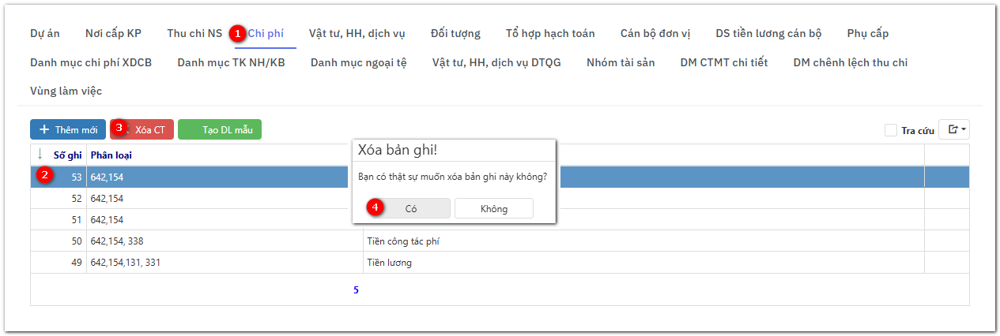 Dự án Nơi cấp KP Thu chi NS 1 Chi phí Vật tư, HH, dịch vụ Đối tượng Tổ hợp hạch toán Cán bộ đơn vị DS tiền lương cán bộ Phụ cấp
Danh mục chi phí XDCB Danh mục TK NH/KB Danh mục ngoại tệ Vật tư, HH, dịch vụ DTQG Nhóm tài sản DM CTMT chi tiết DM chênh lệch thu chi
Vùng làm việc
Thêm mới 3 Xóa CT Tạo DL mẫu Tra cứu
Số ghi Phân loại
2 53 642,154
52 642,154
51 642,154
50 642,154, 338 Tiền công tác phí
49 642,154,131, 331 Tiền lương
5
Xóa bản ghi!
Bạn có thật sự muốn xóa bản ghi này không?
4 Có Không